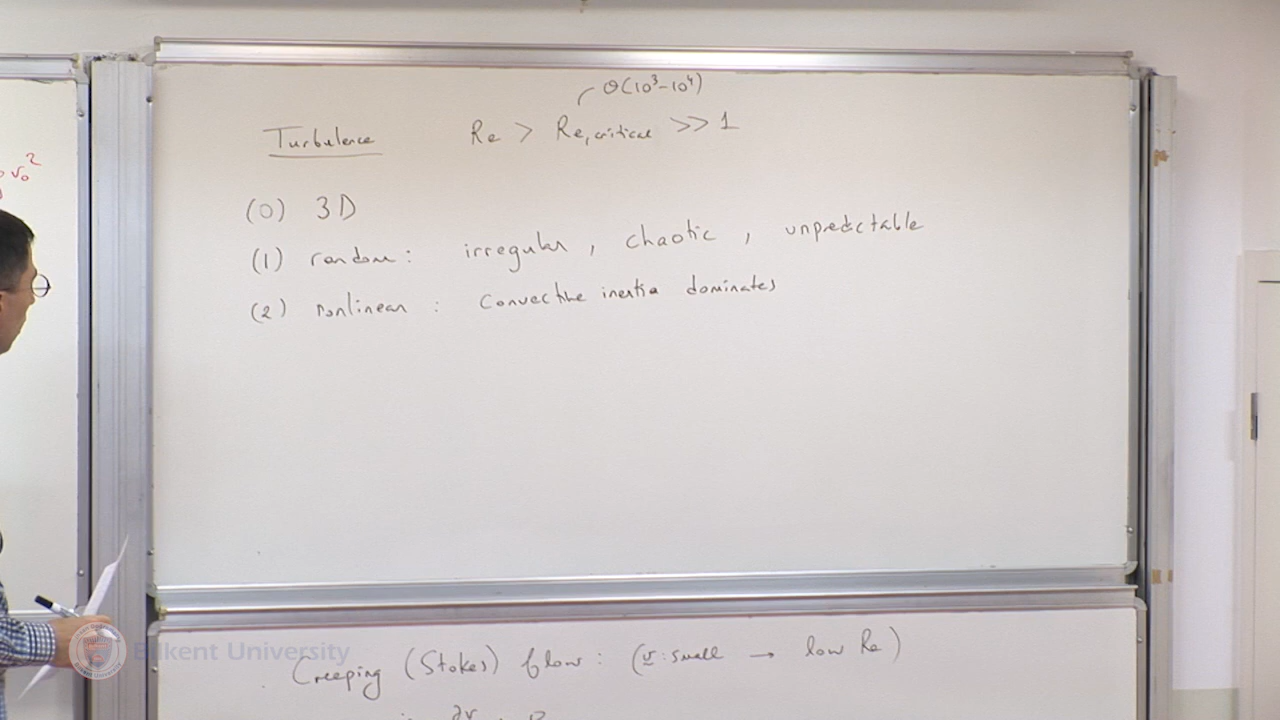 O(10³-10⁴)
Turbulence Re > Re,critical >> 1
(0) 3D
(1) random: irregular, chaotic, unpredictable
(2) nonlinear: Convective inertia dominates
v₀²
Creeping (Stokes) flow: (v: small → low Re)
∂v
Bilkent University